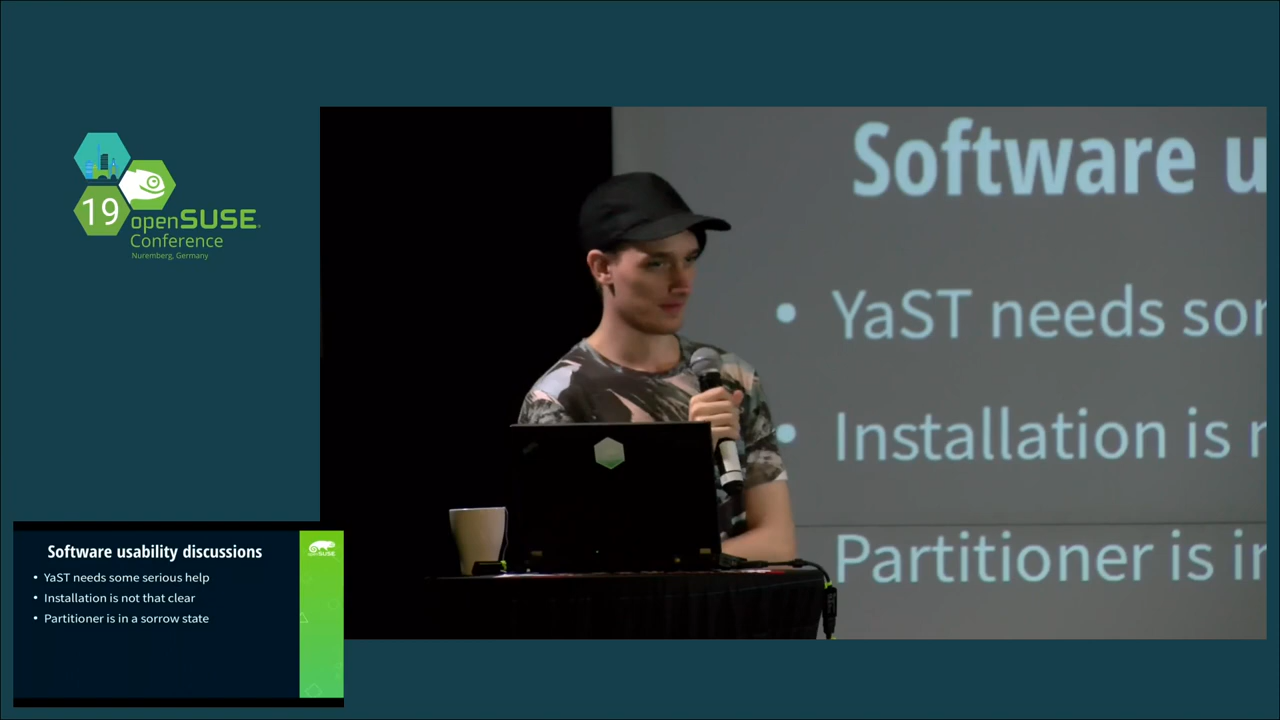 19
openSUSE
Conference
Nuremberg, Germany
Software u
• YaST needs so
• Installation is
Partitioner is i
Software usability discussions
• YaST needs some serious help
• Installation is not that clear
• Partitioner is in a sorrow state